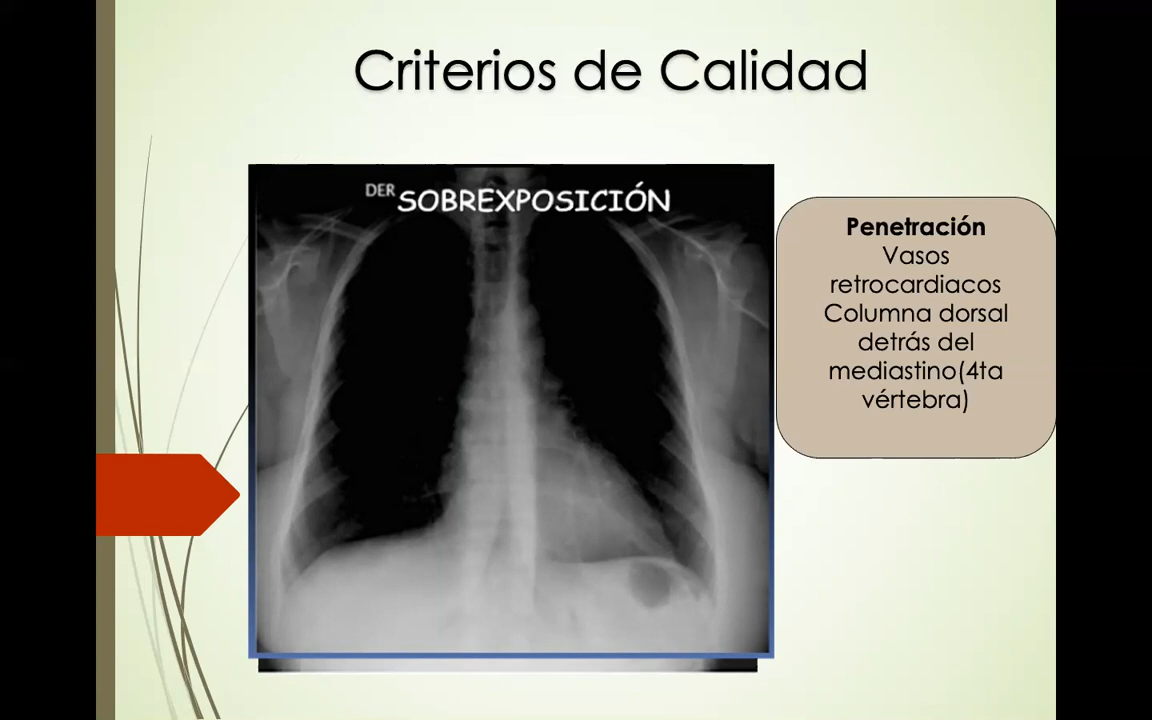 Criterios de Calidad
DER SOBREXPOSICIÓN
Penetración
Vasos
retrocardiacos
Columna dorsal
detrás del
mediastino(4ta
vértebra)